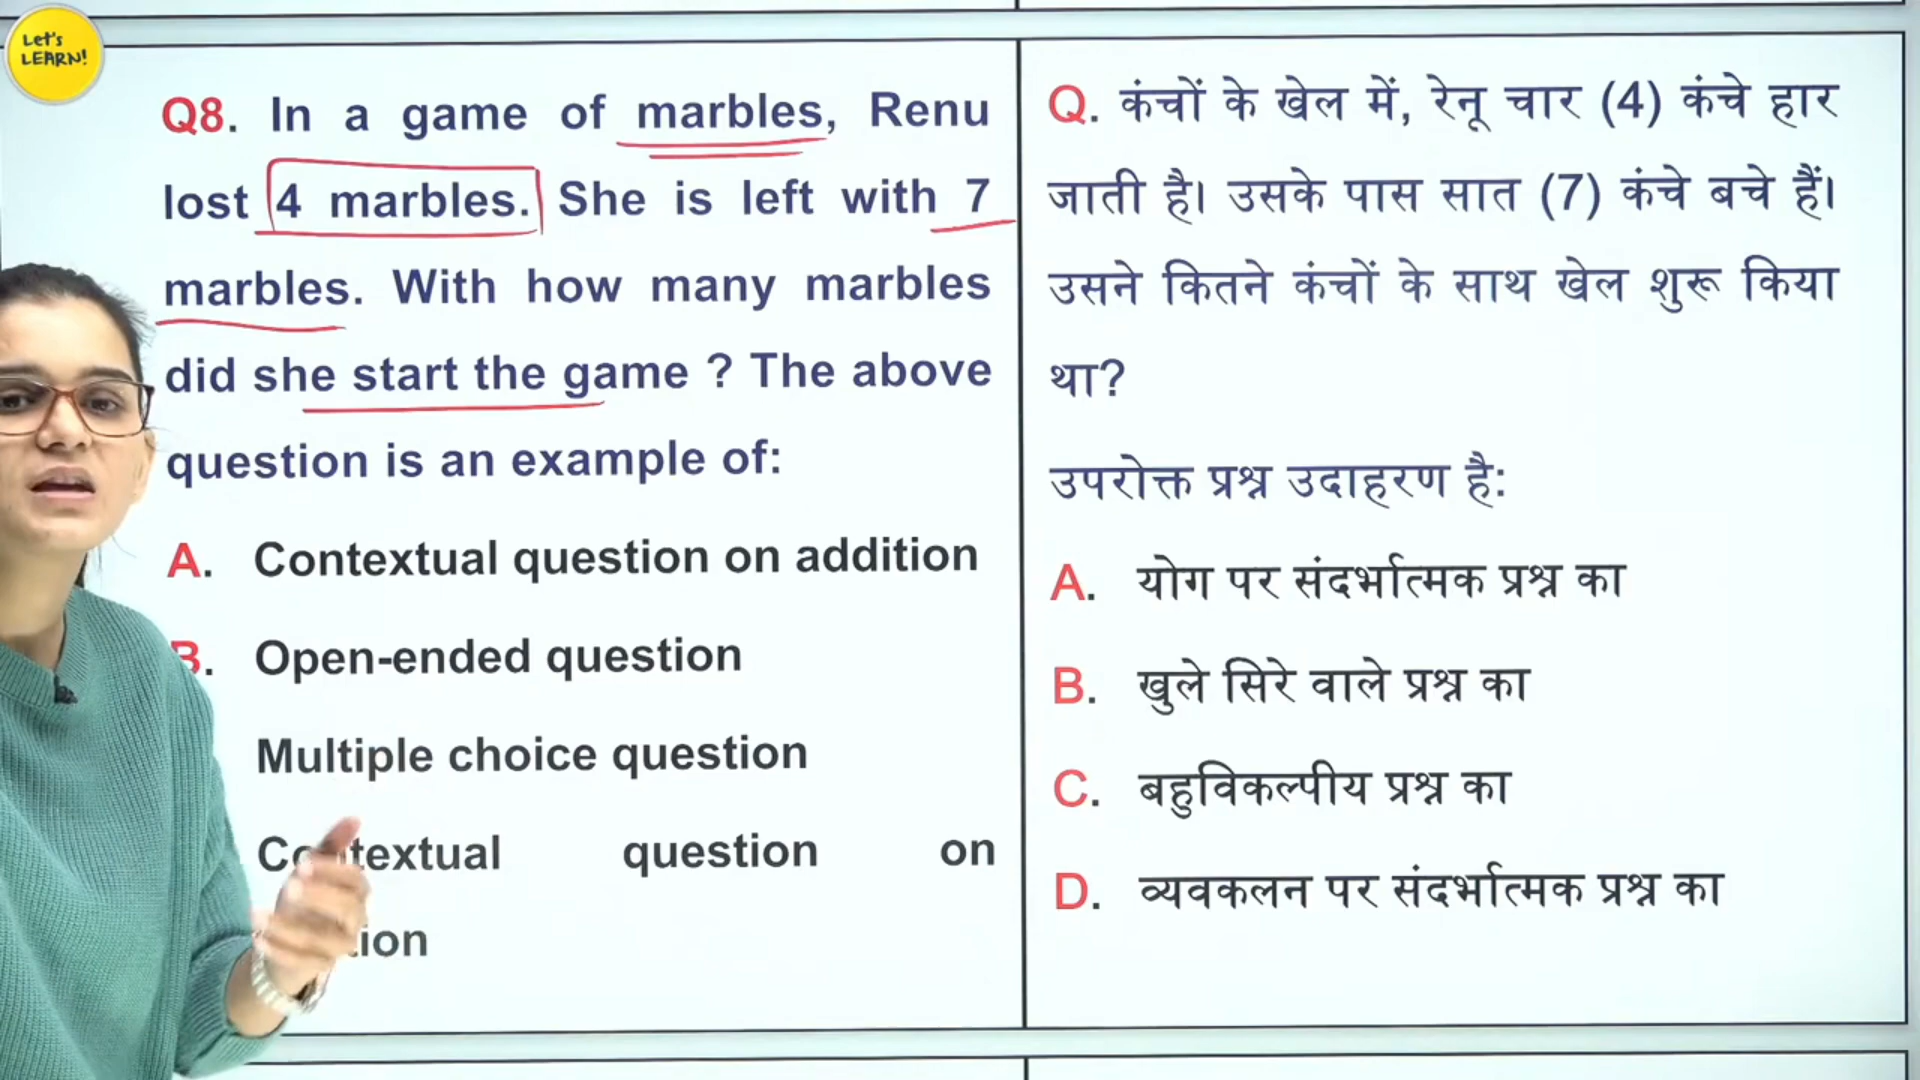 Let's
LEARN!
Q8. In a game of marbles, Renu
lost 4 marbles. She is left with 7
marbles. With how many marbles
did she start the game ? The above
question is an example of:
A. Contextual question on addition
B. Open-ended question
Multiple choice question
Contextual question on
Q. कंचों के खेल में, रेनू चार (4) कंचे हार
जाती है। उसके पास सात (7) कंचे बचे हैं।
उसने कितने कंचों के साथ खेल शुरू किया
था?
उपरोक्त प्रश्न उदाहरण है:
A. योग पर संदर्भात्मक प्रश्न का
B. खुले सिरे वाले प्रश्न का
C. बहुविकल्पीय प्रश्न का
D. व्यवकलन पर संदर्भात्मक प्रश्न का